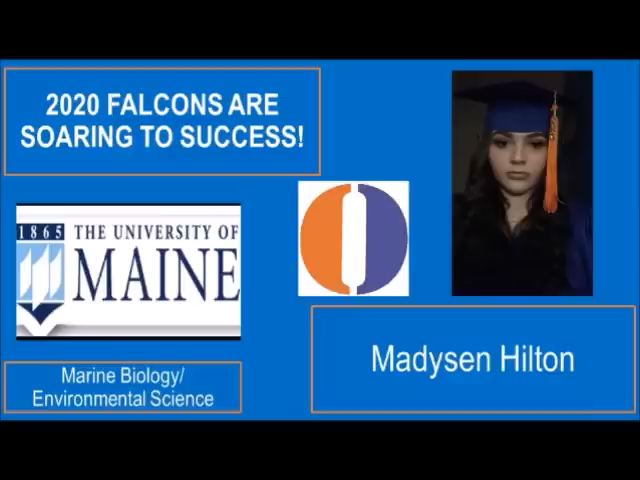 2020 FALCONS ARE
SOARING TO SUCCESS!
1865 THE UNIVERSITY OF
MAINE
Marine Biology/
Environmental Science
Madysen Hilton